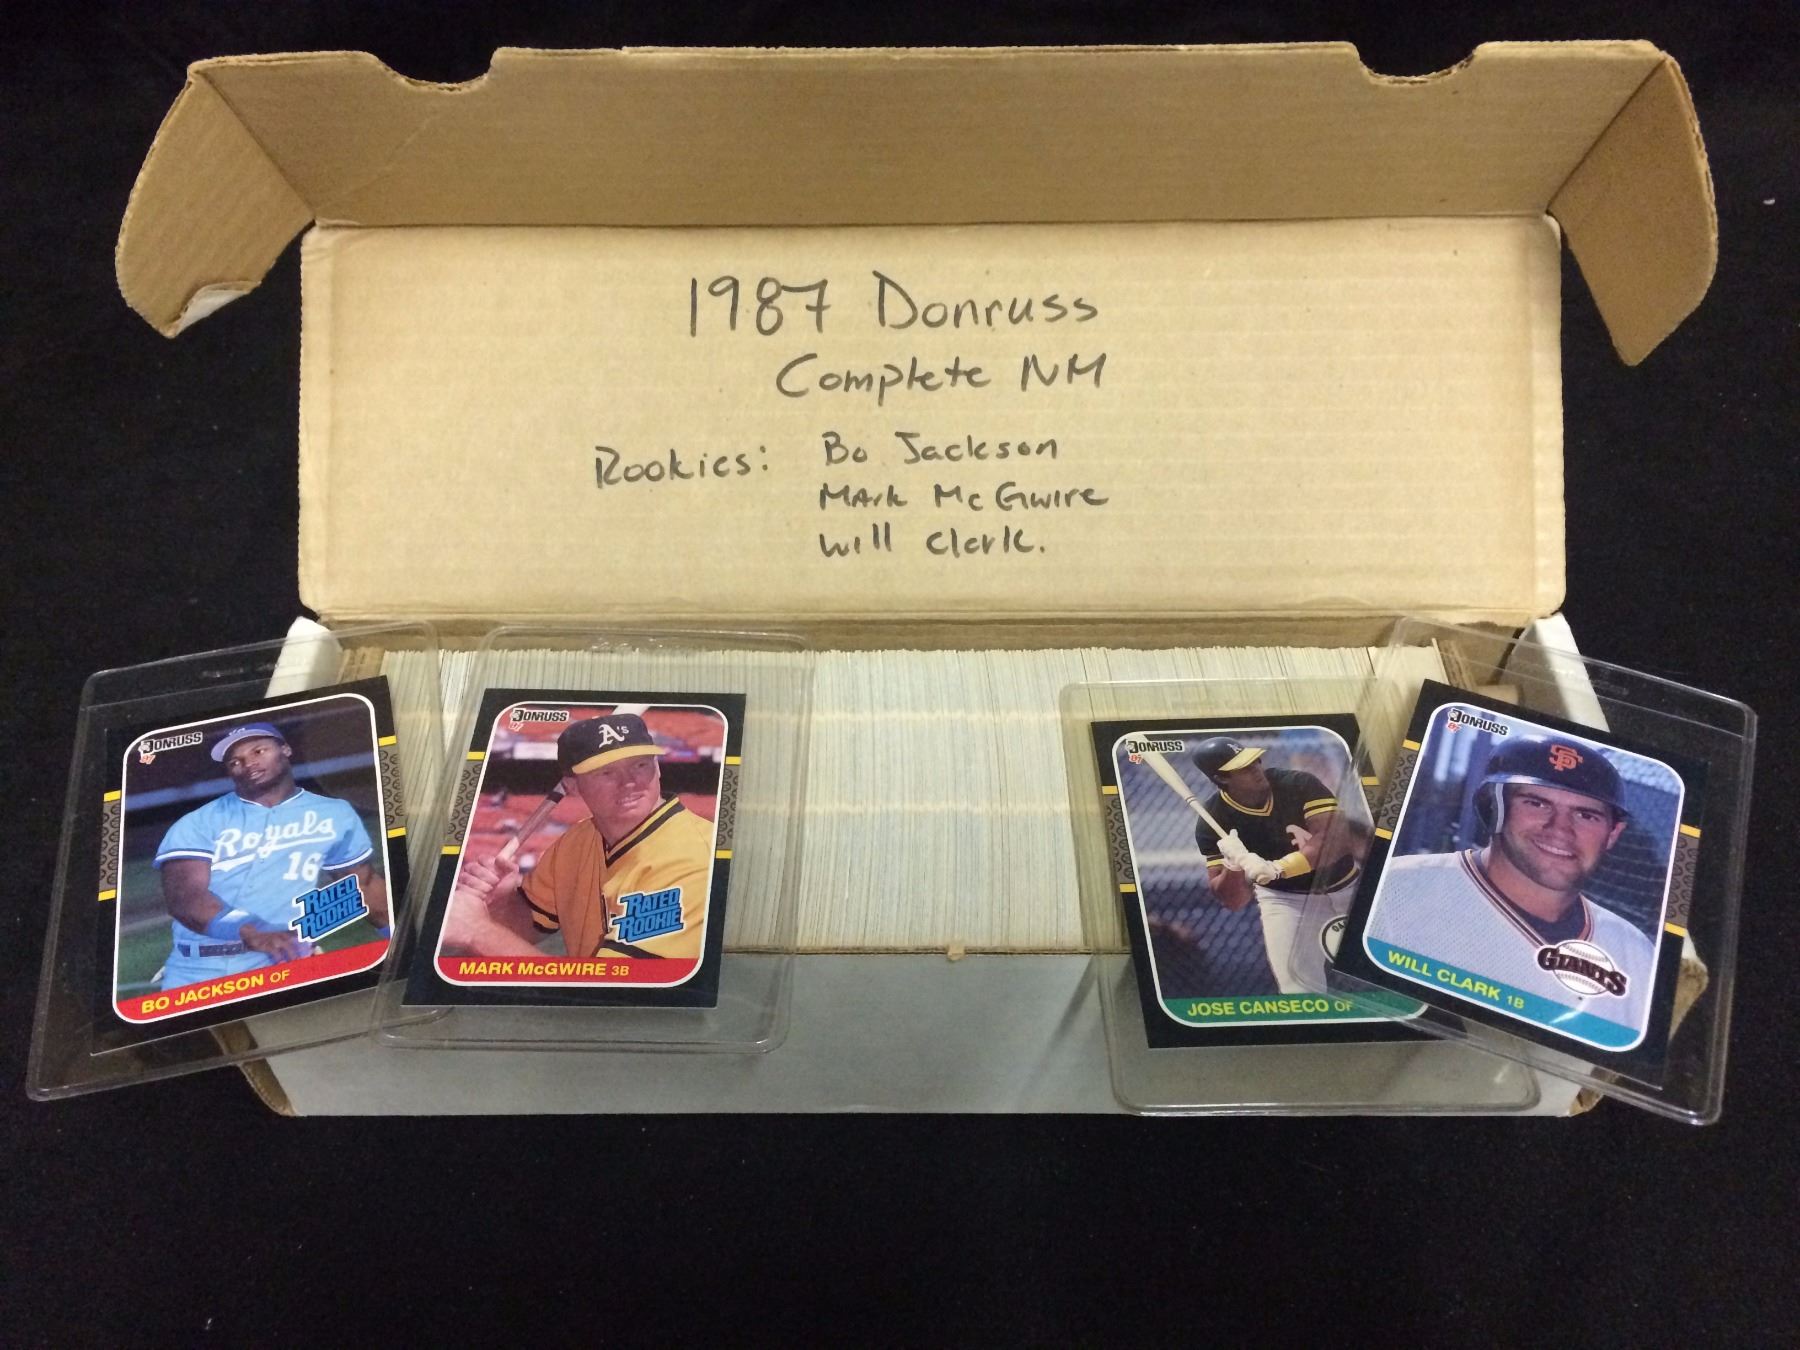 1987 Donruss
Complete NM
Rookies: Bo Jackson
Mark McGwire
Will Clark.
DONRUSS
87
Royals
16
RATED
ROOKIE
BO JACKSON OF
DONRUSS
87
A's
RATED
ROOKIE
MARK McGWIRE 3B
DONRUSS
87
JOSE CANSECO OF
DONRUSS
87
SF
GIANTS
WILL CLARK 1B